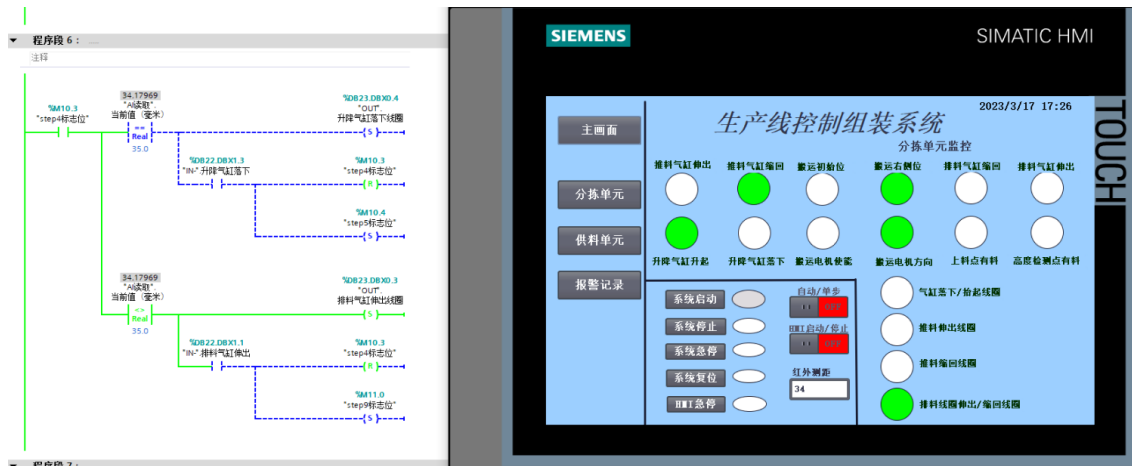 程序段 6：
注释
34.17969
%M10.3
"AI读取".
"step4标志位"
当前值（毫米）
==
Real
35.0
%DB23.DBX0.4
"OUT".
升降气缸落下线圈
S
%DB22.DBX1.3
"IN-".升降气缸落下
%M10.3
"step4标志位"
R
%M10.4
"step5标志位"
S
34.17969
"AI读取".
当前值（毫米）
<>
Real
35.0
%DB23.DBX0.3
"OUT".
排料气缸伸出线圈
S
%DB22.DBX1.1
"IN-".排料气缸伸出
%M10.3
"step4标志位"
R
%M11.0
"step9标志位"
S
程序段 7：
SIEMENS
SIMATIC HMI
TOUCH
2023/3/17 17:26
生产线控制组装系统
分拣单元监控
主画面
分拣单元
供料单元
报警记录
推料气缸伸出 推料气缸缩回 搬运初始位 搬运右侧位 排料气缸缩回 排料气缸伸出
升降气缸升起 升降气缸落下 搬运电机使能 搬运电机方向 上料点有料 高度检测点有料
系统启动
系统停止
系统急停
系统复位
HMI急停
自动/单步
OFF
HMI启动/停止
OFF
红外测距
34
气缸落下/抬起线圈
推料伸出线圈
推料缩回线圈
排料线圈伸出/缩回线圈